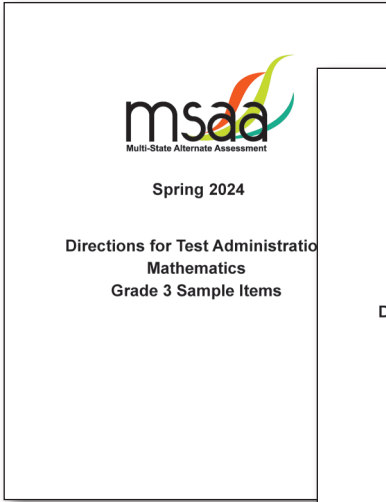 msaa
Multi-State Alternate Assessment
Spring 2024
Directions for Test Administratio
Mathematics
Grade 3 Sample Items
D